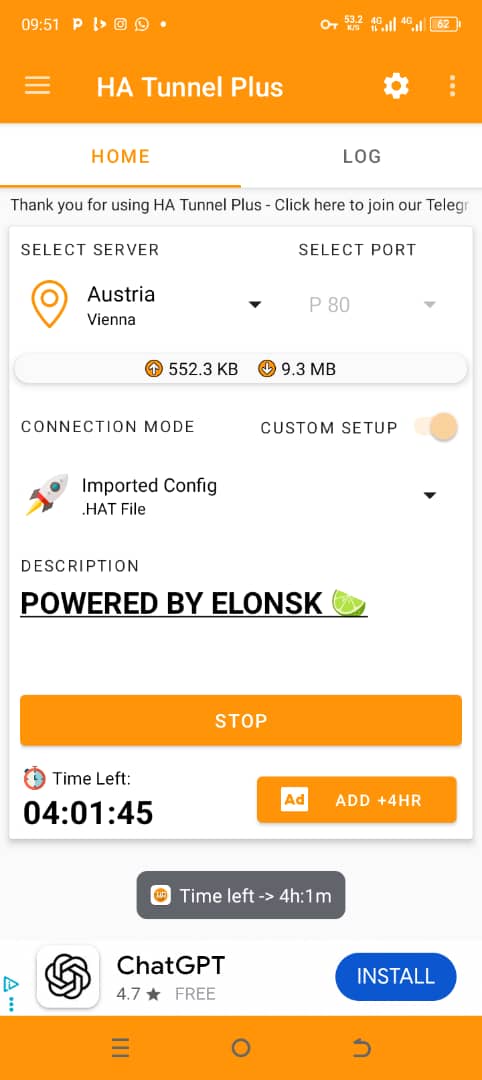 09:51
53.2 K/S 4G 4G 62
HA Tunnel Plus
HOME LOG
Thank you for using HA Tunnel Plus - Click here to join our Telegr
SELECT SERVER SELECT PORT
Austria
Vienna
P 80
552.3 KB 9.3 MB
CONNECTION MODE CUSTOM SETUP
Imported Config
.HAT File
DESCRIPTION
POWERED BY ELONSK
STOP
Time Left:
04:01:45
Ad ADD +4HR
Time left -> 4h:1m
ChatGPT
4.7 ★ FREE
INSTALL